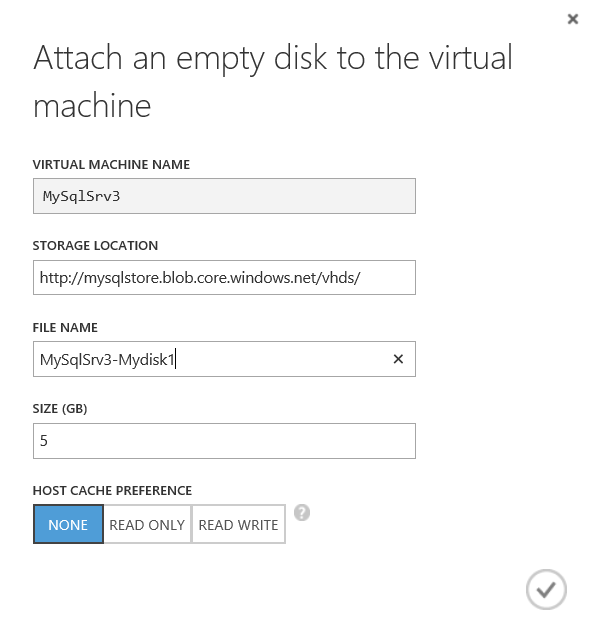 Attach an empty disk to the virtual
machine
VIRTUAL MACHINE NAME
MySqlSrv3
STORAGE LOCATION
http://mysqlstore.blob.core.windows.net/vhds/
FILE NAME
MySqlSrv3-Mydisk1
SIZE (GB)
5
HOST CACHE PREFERENCE
NONE READ ONLY READ WRITE ?